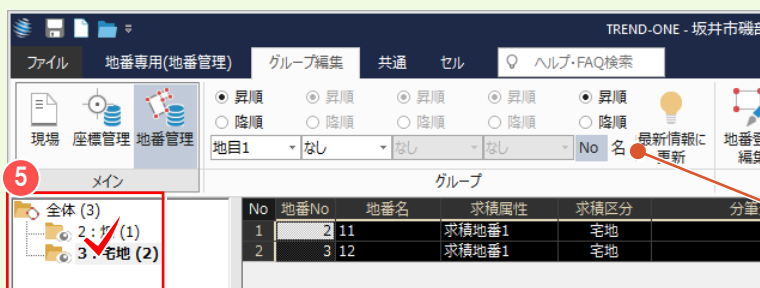 TREND-ONE - 坂井市磯部
ファイル 地番専用(地番管理) グループ編集 共通 セル ヘルプ・FAQ検索
昇順 昇順 昇順 昇順 昇順
降順 降順 降順 降順 降順
地目1 なし なし なし No 名
現場 座標管理 地番管理
最新情報に
更新
地番登
編集
メイン グループ
5
全体 (3)
2 : 畑 (1)
3 : 宅地 (2)
No 地番No 地番名 求積属性 求積区分 分筆
1 2 11 求積地番1 宅地
2 3 12 求積地番1 宅地